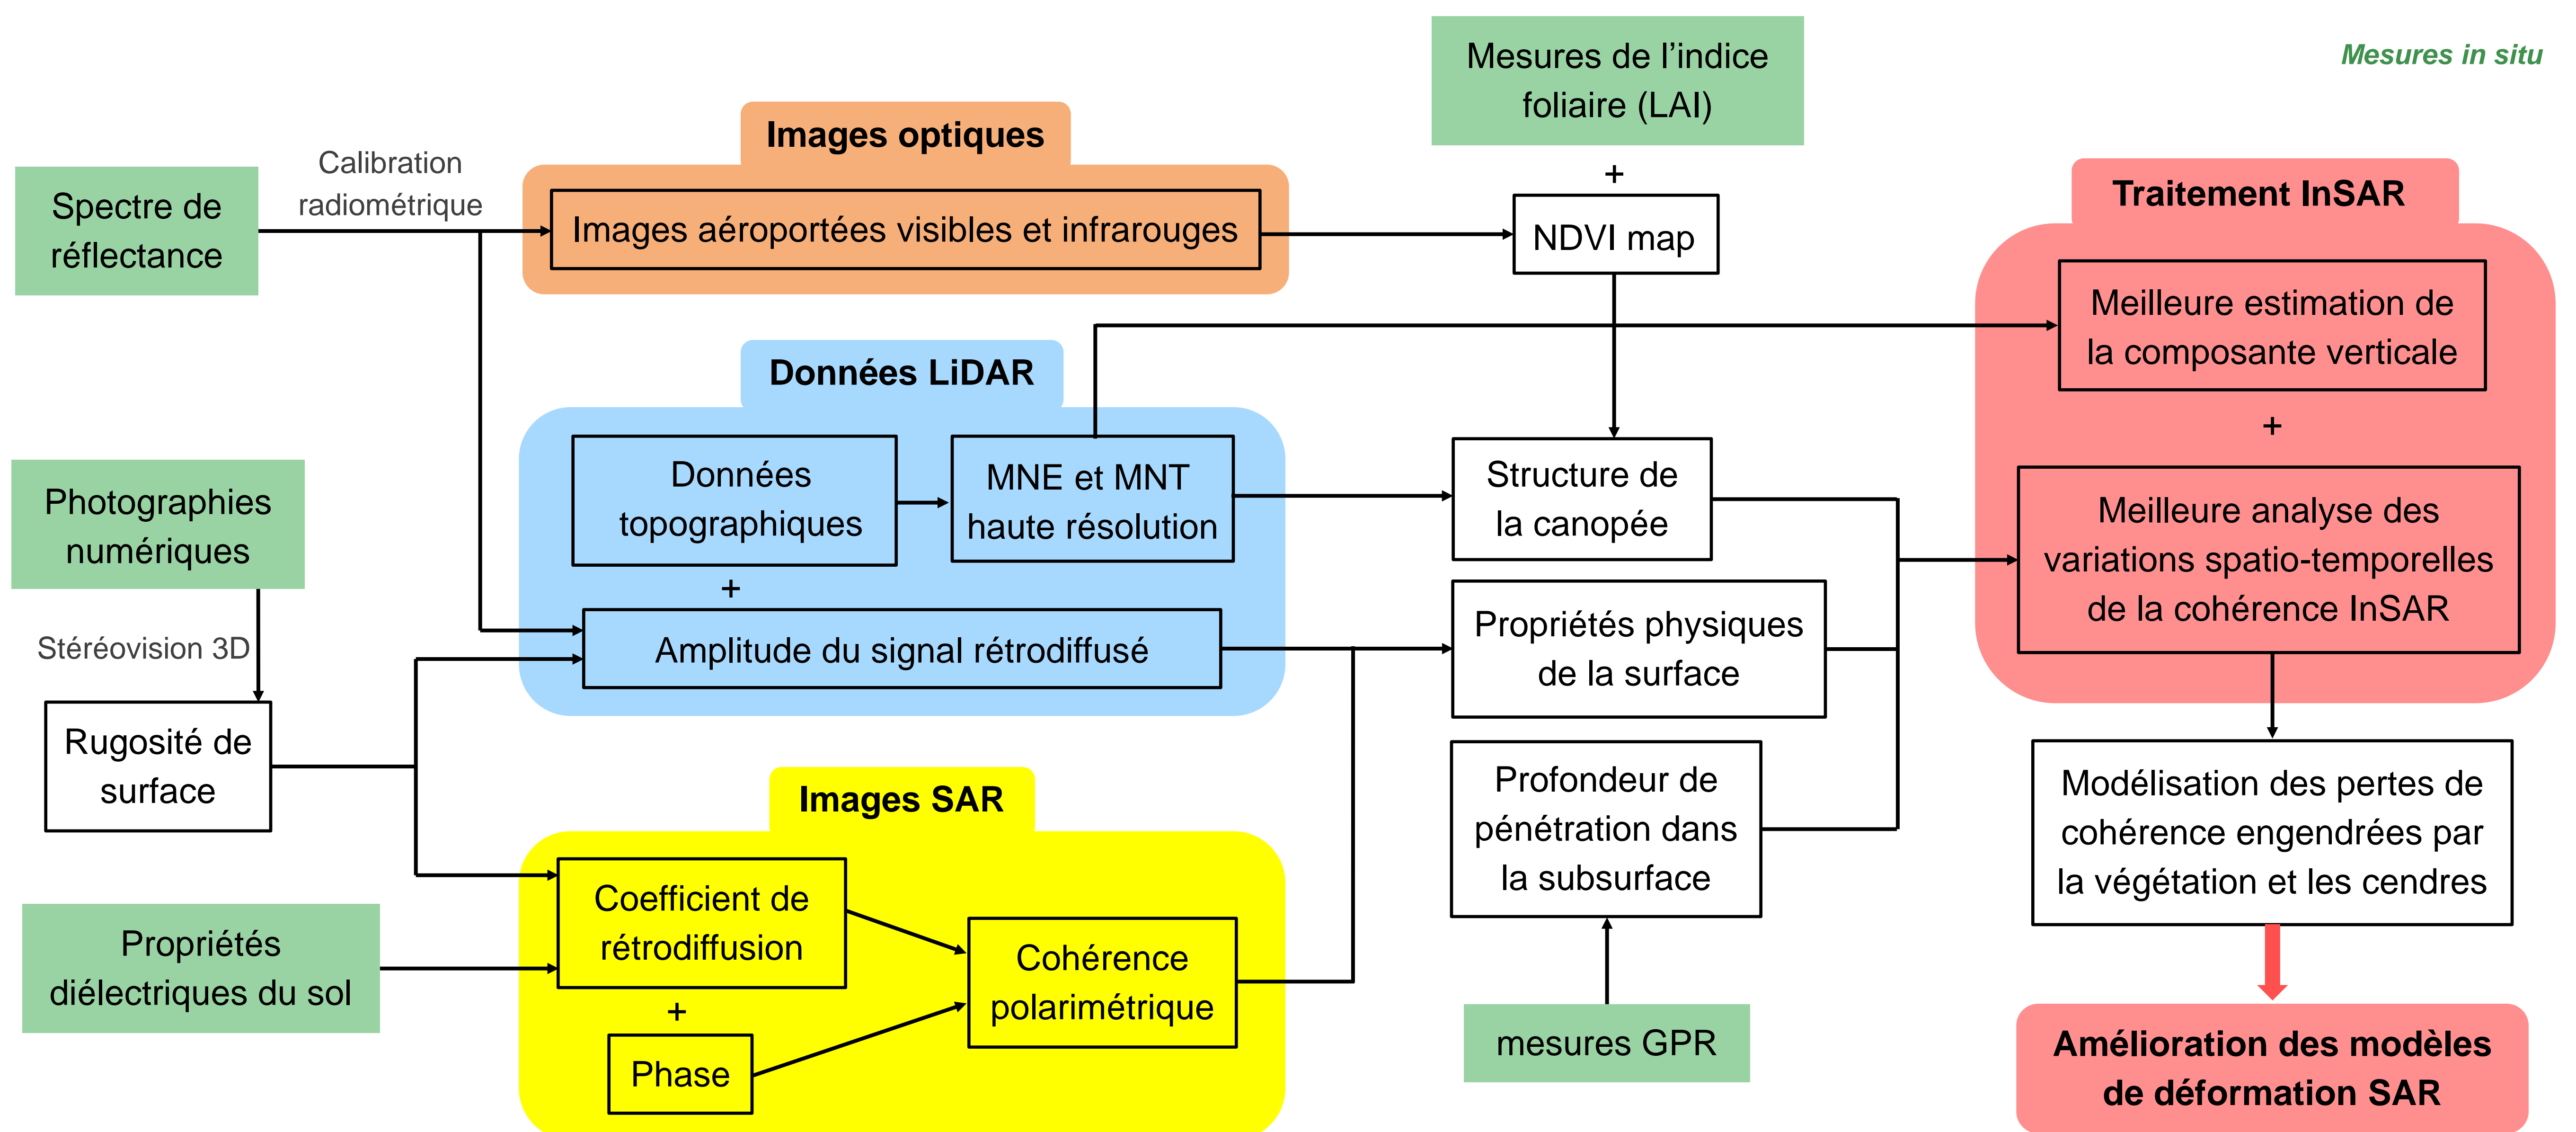 Mesures in situ
Mesures de l’indice
foliaire (LAI)
+
NDVI map
Images optiques
Images aéroportées visibles et infrarouges
Calibration
radiométrique
Spectre de
réflectance
Données LiDAR
Données
topographiques
MNE et MNT
haute résolution
+
Amplitude du signal rétrodiffusé
Photographies
numériques
Stéréovision 3D
Rugosité de
surface
Propriétés
diélectriques du sol
Images SAR
Coefficient de
rétrodiffusion
+
Phase
Cohérence
polarimétrique
Structure de
la canopée
Propriétés physiques
de la surface
Profondeur de
pénétration dans
la subsurface
mesures GPR
Traitement InSAR
Meilleure estimation de
la composante verticale
+
Meilleure analyse des
variations spatio-temporelles
de la cohérence InSAR
Modélisation des pertes de
cohérence engendrées par
la végétation et les cendres
Amélioration des modèles
de déformation SAR